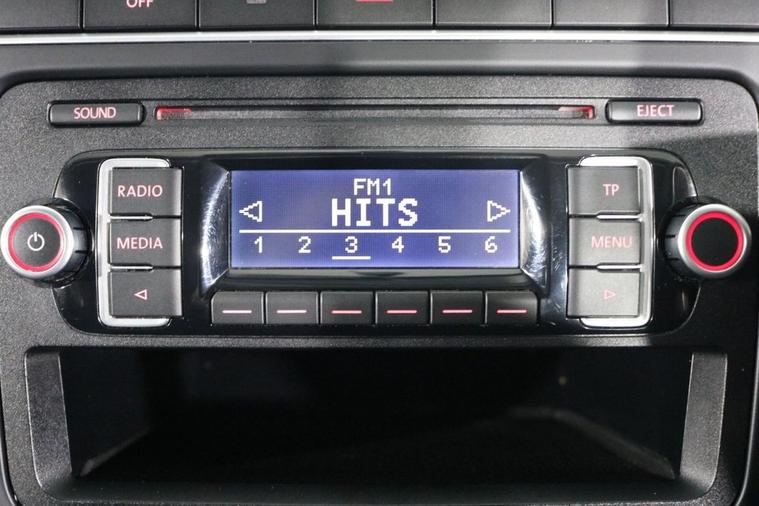 OFF
SOUND
EJECT
RADIO
FM1
TP
HITS
MEDIA
1 2 3 4 5 6
MENU